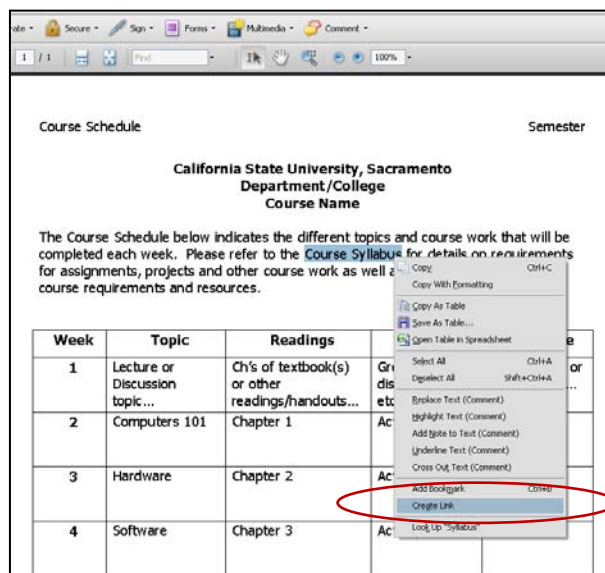 Secure Sign Forms Multimedia Comment
1 / 1 Find 100%
Course Schedule Semester
California State University, Sacramento
Department/College
Course Name
The Course Schedule below indicates the different topics and course work that will be
completed each week. Please refer to the Course Syllabus for details on requirements
for assignments, projects and other course work as well a
course requirements and resources.
Copy Ctrl+C
Copy With Formatting
Copy As Table
Save As Table...
Open Table in Spreadsheet
Select All Ctrl+A
Deselect All Shift+Ctrl+A
Replace Text (Comment)
Highlight Text (Comment)
Add Note to Text (Comment)
Underline Text (Comment)
Cross Out Text (Comment)
Add Bookmark Ctrl+B
Create Link
Look Up "Syllabus"
Week Topic Readings
1 Lecture or Ch's of textbook(s) or
Discussion or other
topic... readings/handouts...
2 Computers 101 Chapter 1
3 Hardware Chapter 2
4 Software Chapter 3